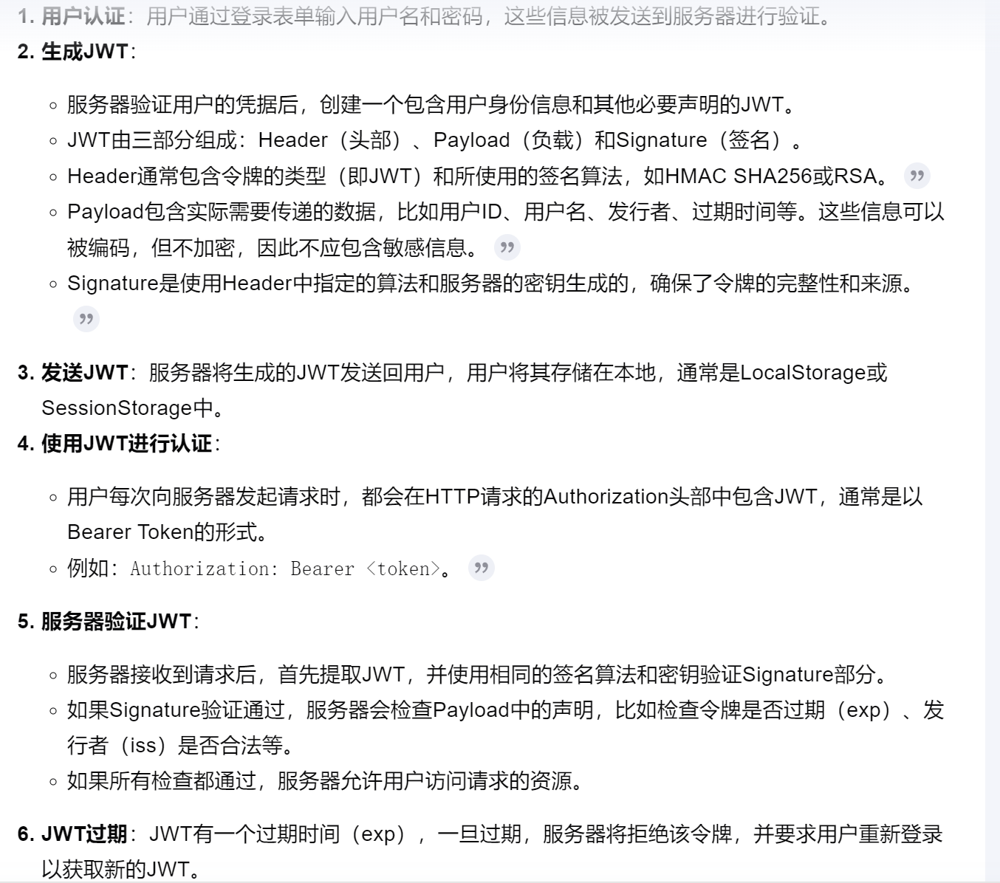 1. 用户认证：用户通过登录表单输入用户名和密码，这些信息被发送到服务器进行验证。
2. 生成JWT：
◦ 服务器验证用户的凭据后，创建一个包含用户身份信息和其他必要声明的JWT。
◦ JWT由三部分组成：Header（头部）、Payload（负载）和Signature（签名）。
◦ Header通常包含令牌的类型（即JWT）和所使用的签名算法，如HMAC SHA256或RSA。 ”
◦ Payload包含实际需要传递的数据，比如用户ID、用户名、发行者、过期时间等。这些信息可以
被编码，但不加密，因此不应包含敏感信息。 ”
◦ Signature是使用Header中指定的算法和服务器的密钥生成的，确保了令牌的完整性和来源。
”
3. 发送JWT：服务器将生成的JWT发送回用户，用户将其存储在本地，通常是LocalStorage或
SessionStorage中。
4. 使用JWT进行认证：
◦ 用户每次向服务器发起请求时，都会在HTTP请求的Authorization头部中包含JWT，通常是以
Bearer Token的形式。
◦ 例如：Authorization: Bearer <token>。 ”
5. 服务器验证JWT：
◦ 服务器接收到请求后，首先提取JWT，并使用相同的签名算法和密钥验证Signature部分。
◦ 如果Signature验证通过，服务器会检查Payload中的声明，比如检查令牌是否过期（exp）、发
行者（iss）是否合法等。
◦ 如果所有检查都通过，服务器允许用户访问请求的资源。
6. JWT过期：JWT有一个过期时间（exp），一旦过期，服务器将拒绝该令牌，并要求用户重新登录
以获取新的JWT。